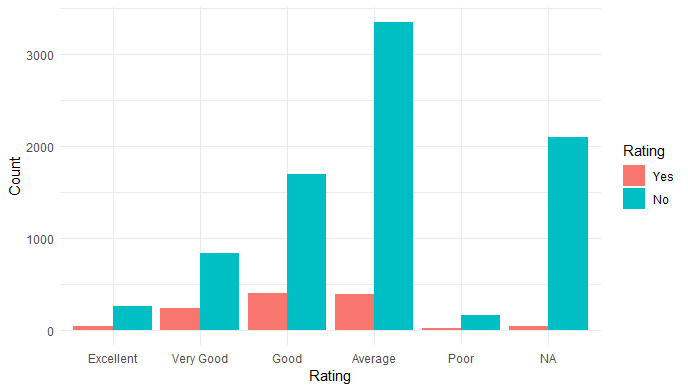 3000
2000
1000
0
Count
Excellent Very Good Good Average Poor NA
Rating
Rating
Yes
No